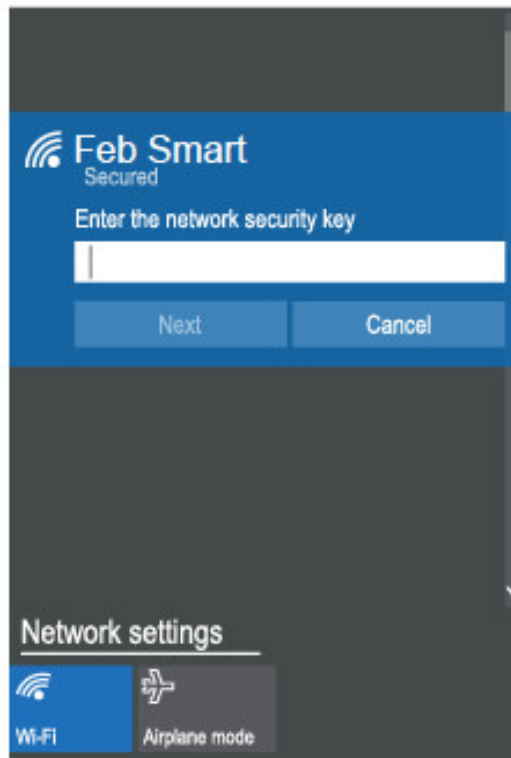 Feb Smart
Secured
Enter the network security key
Next Cancel
Network settings
Wi-Fi Airplane mode